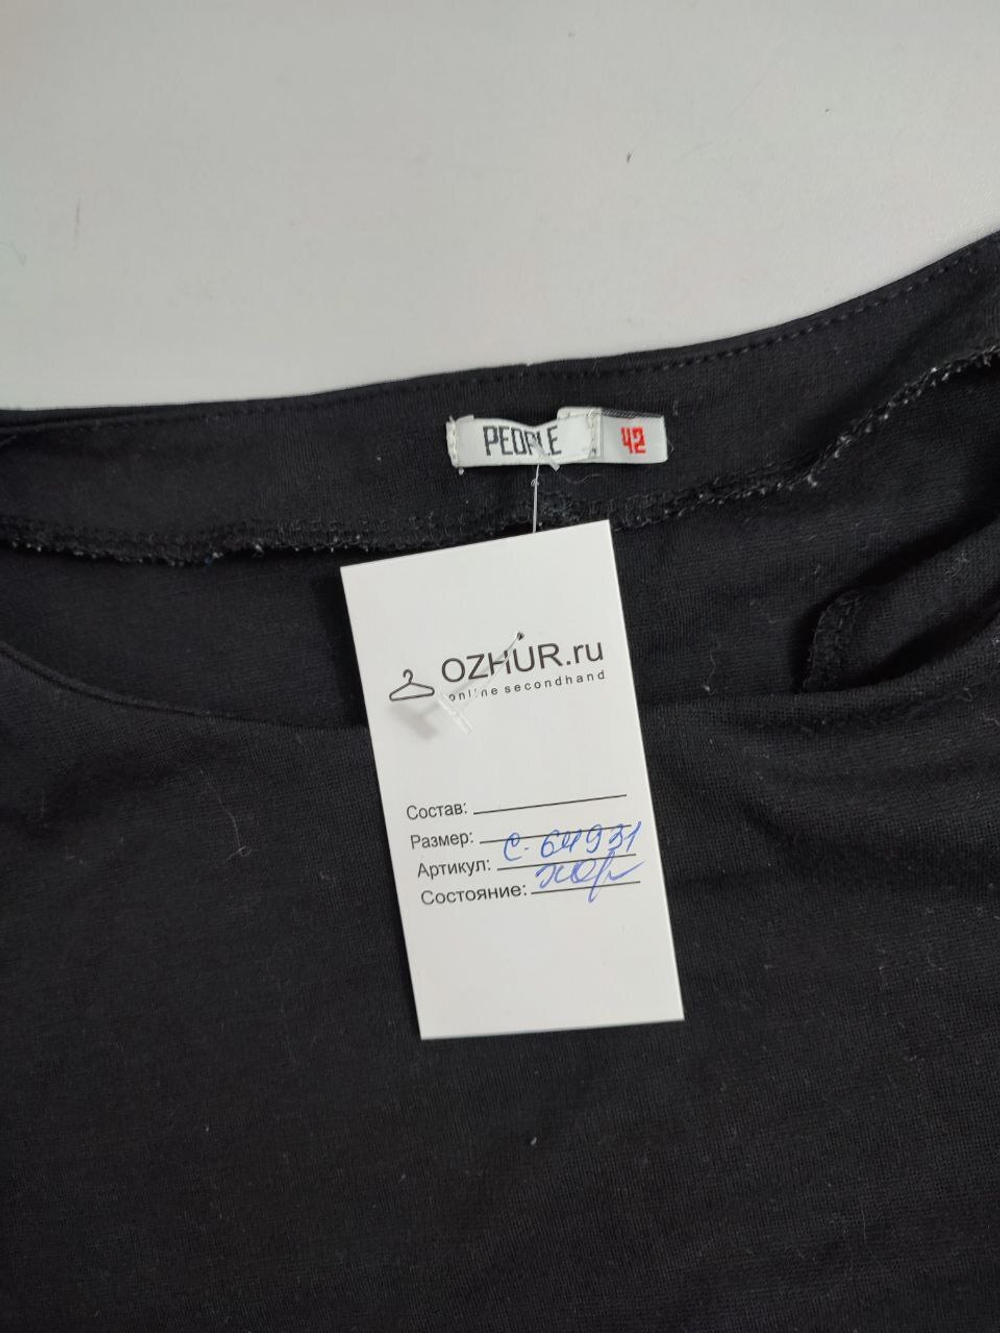 PEOPLE 42
OZHUR.ru
online secondhand
Состав:
Размер:
Артикул: С-64931
Состояние: хор